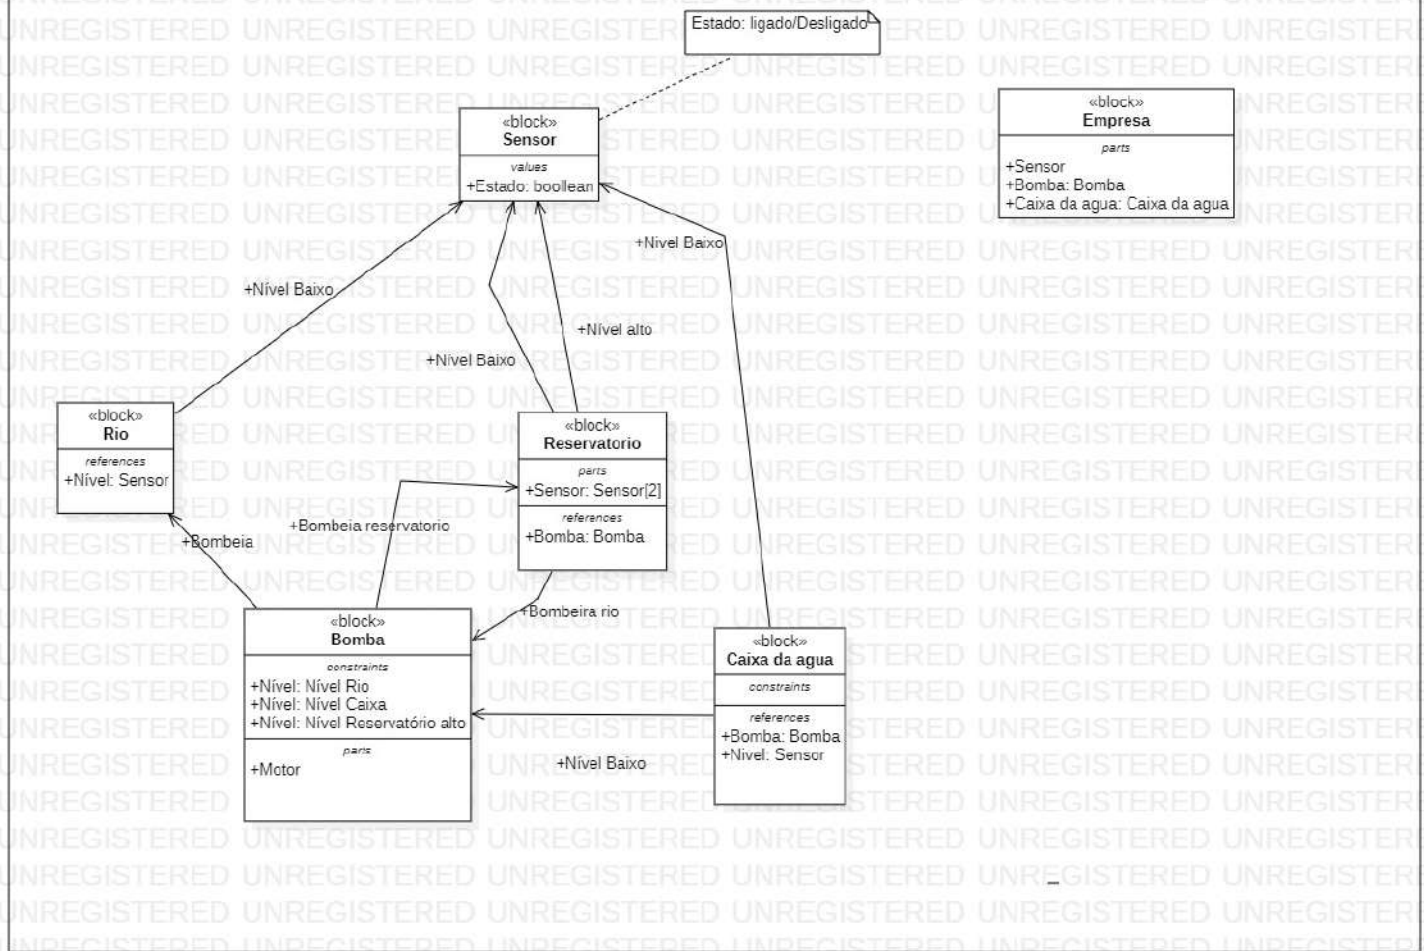 Estado: ligado/Desligado
«block»
Sensor
values
+Estado: boollean
«block»
Empresa
parts
+Sensor
+Bomba: Bomba
+Caixa da agua: Caixa da agua
+Nivel Baixo
+Nível Baixo
+Nível alto
+Nível Baixo
«block»
Rio
references
+Nível: Sensor
«block»
Reservatorio
parts
+Sensor: Sensor[2]
references
+Bomba: Bomba
+Bombeia reservatorio
+Bombeia
+Bombeira rio
«block»
Bomba
constraints
+Nível: Nível Rio
+Nível: Nível Caixa
+Nível: Nível Reservatório alto
parts
+Motor
«block»
Caixa da agua
constraints
references
+Bomba: Bomba
+Nivel: Sensor
+Nível Baixo
UNREGISTERED